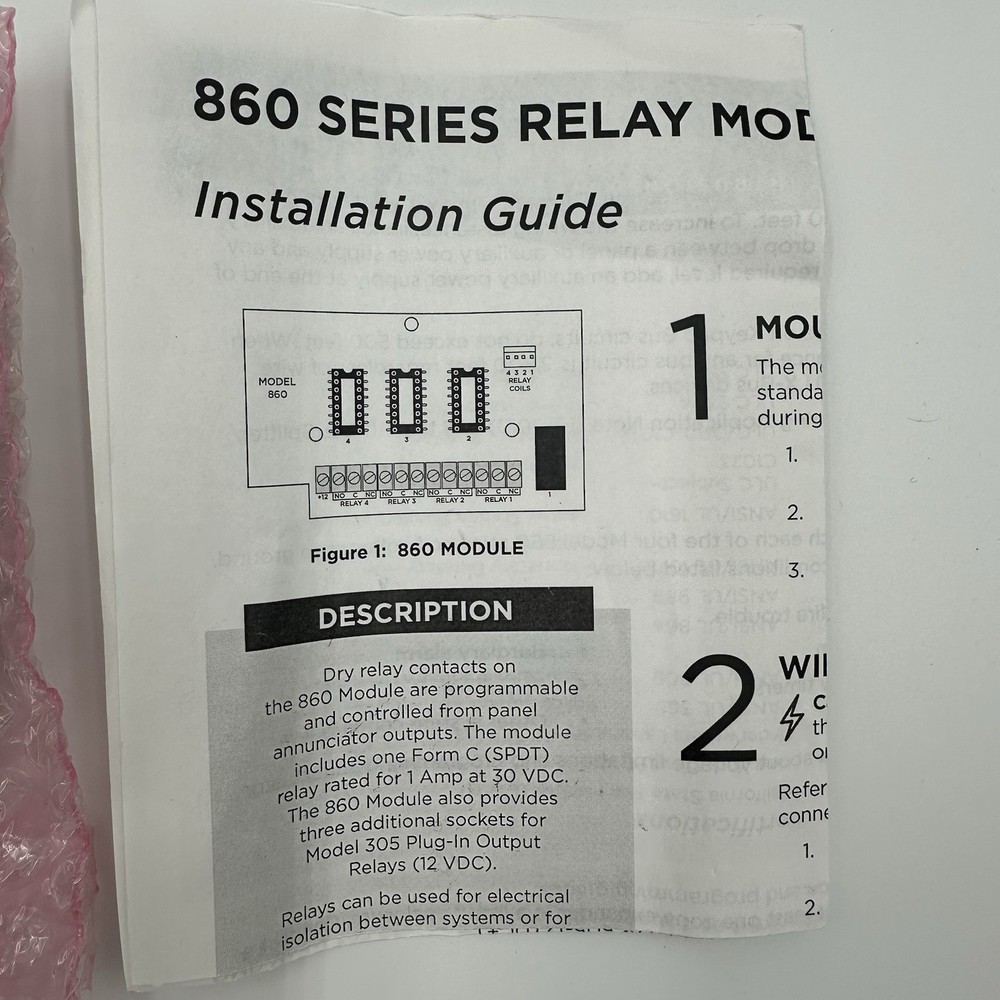 860 SERIES RELAY MOD
Installation Guide
MODEL
860
4 3 2 1
RELAY
COILS
4
3
2
1
+12 NO C NC NO C NC NO C NC NO C NC
RELAY 4 RELAY 3 RELAY 2 RELAY 1
Figure 1: 860 MODULE
DESCRIPTION
Dry relay contacts on
the 860 Module are programmable
and controlled from panel
annunciator outputs. The module
includes one Form C (SPDT)
relay rated for 1 Amp at 30 VDC.
The 860 Module also provides
three additional sockets for
Model 305 Plug-In Output
Relays (12 VDC).
Relays can be used for electrical
isolation between systems or for
1
MOU
The m
standa
during
1.
2.
3.
2
WI
C
th
or
Refer
conne
1.
2.